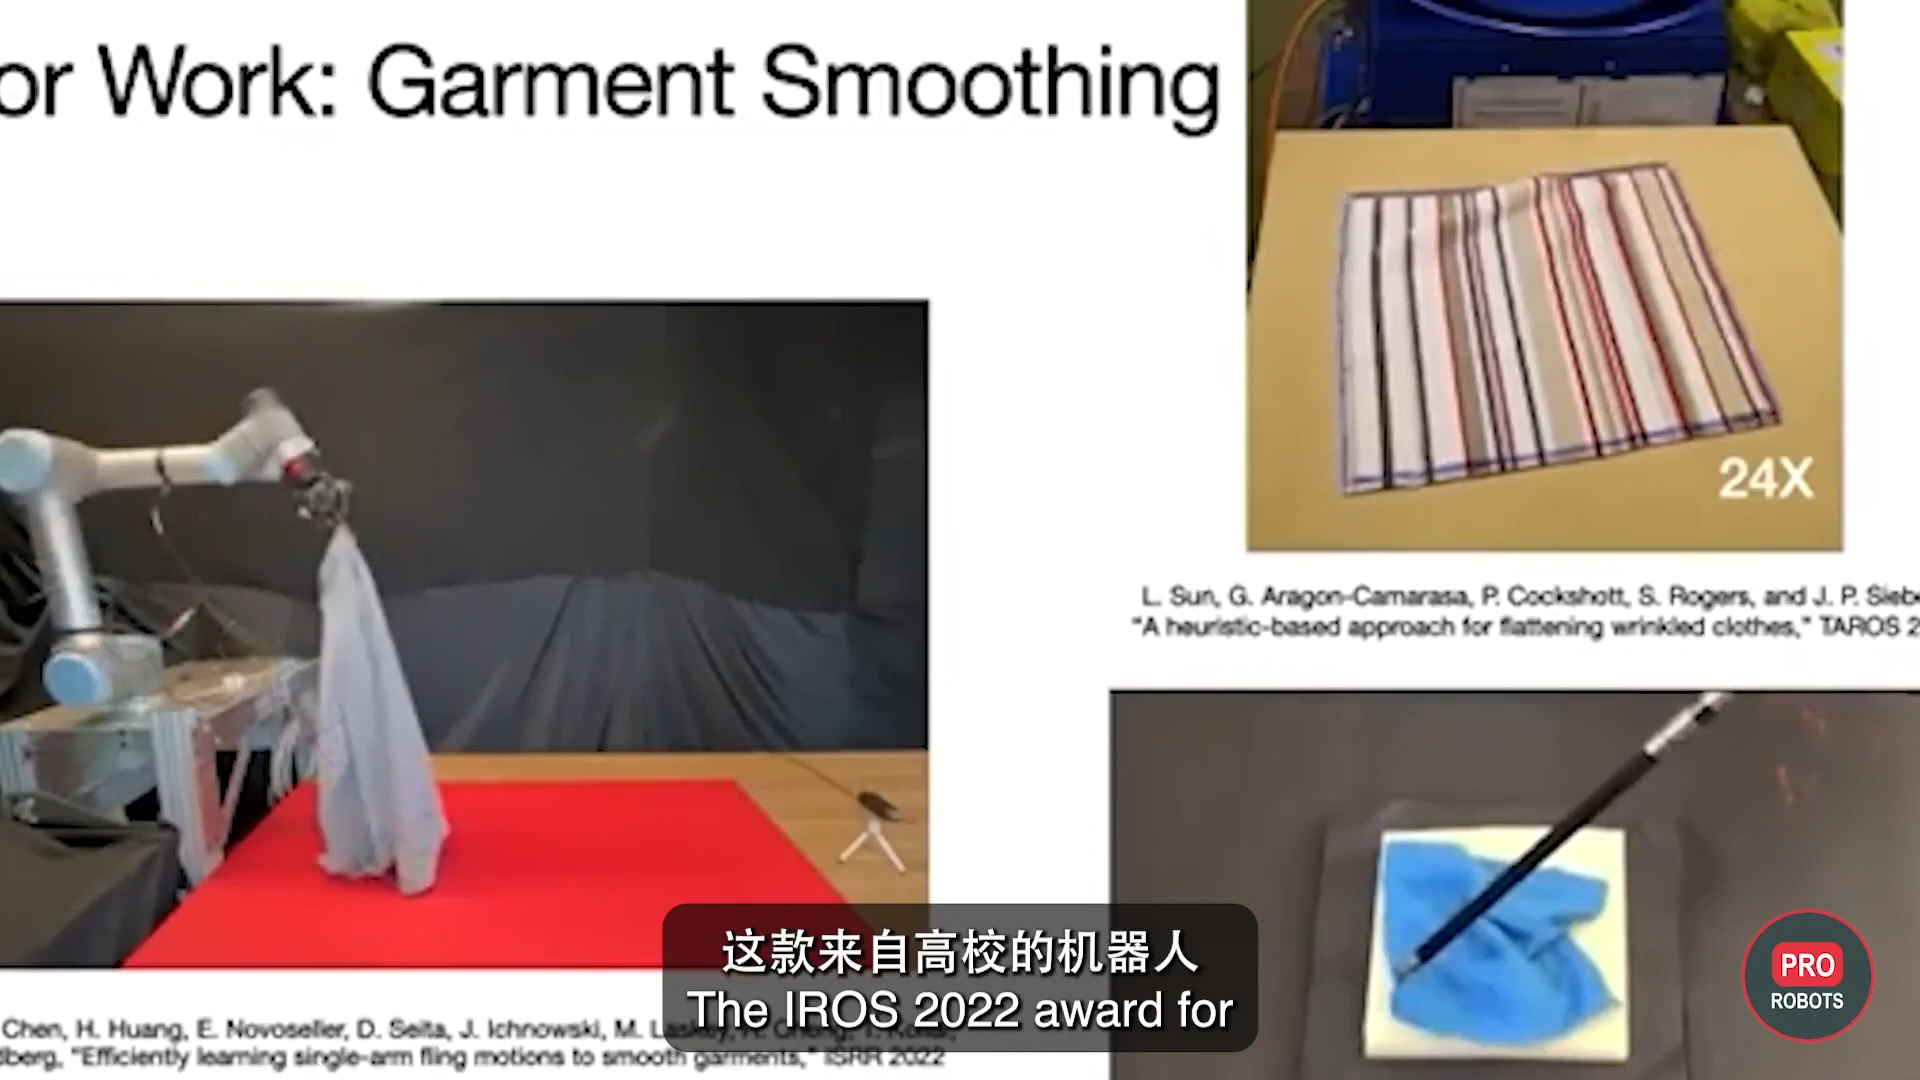 or Work: Garment Smoothing
24X
L. Sun, G. Aragon-Camarasa, P. Cockshott, S. Rogers, and J. P. Siebe
"A heuristic-based approach for flattening wrinkled clothes," TAROS 2
Chen, H. Huang, E. Novoseller, D. Seita, J. Ichnowski, M.
dberg, "Efficiently learning single-arm fling motions to smooth garments," ISRR 2022
这款来自高校的机器人
The IROS 2022 award for
PRO
ROBOTS